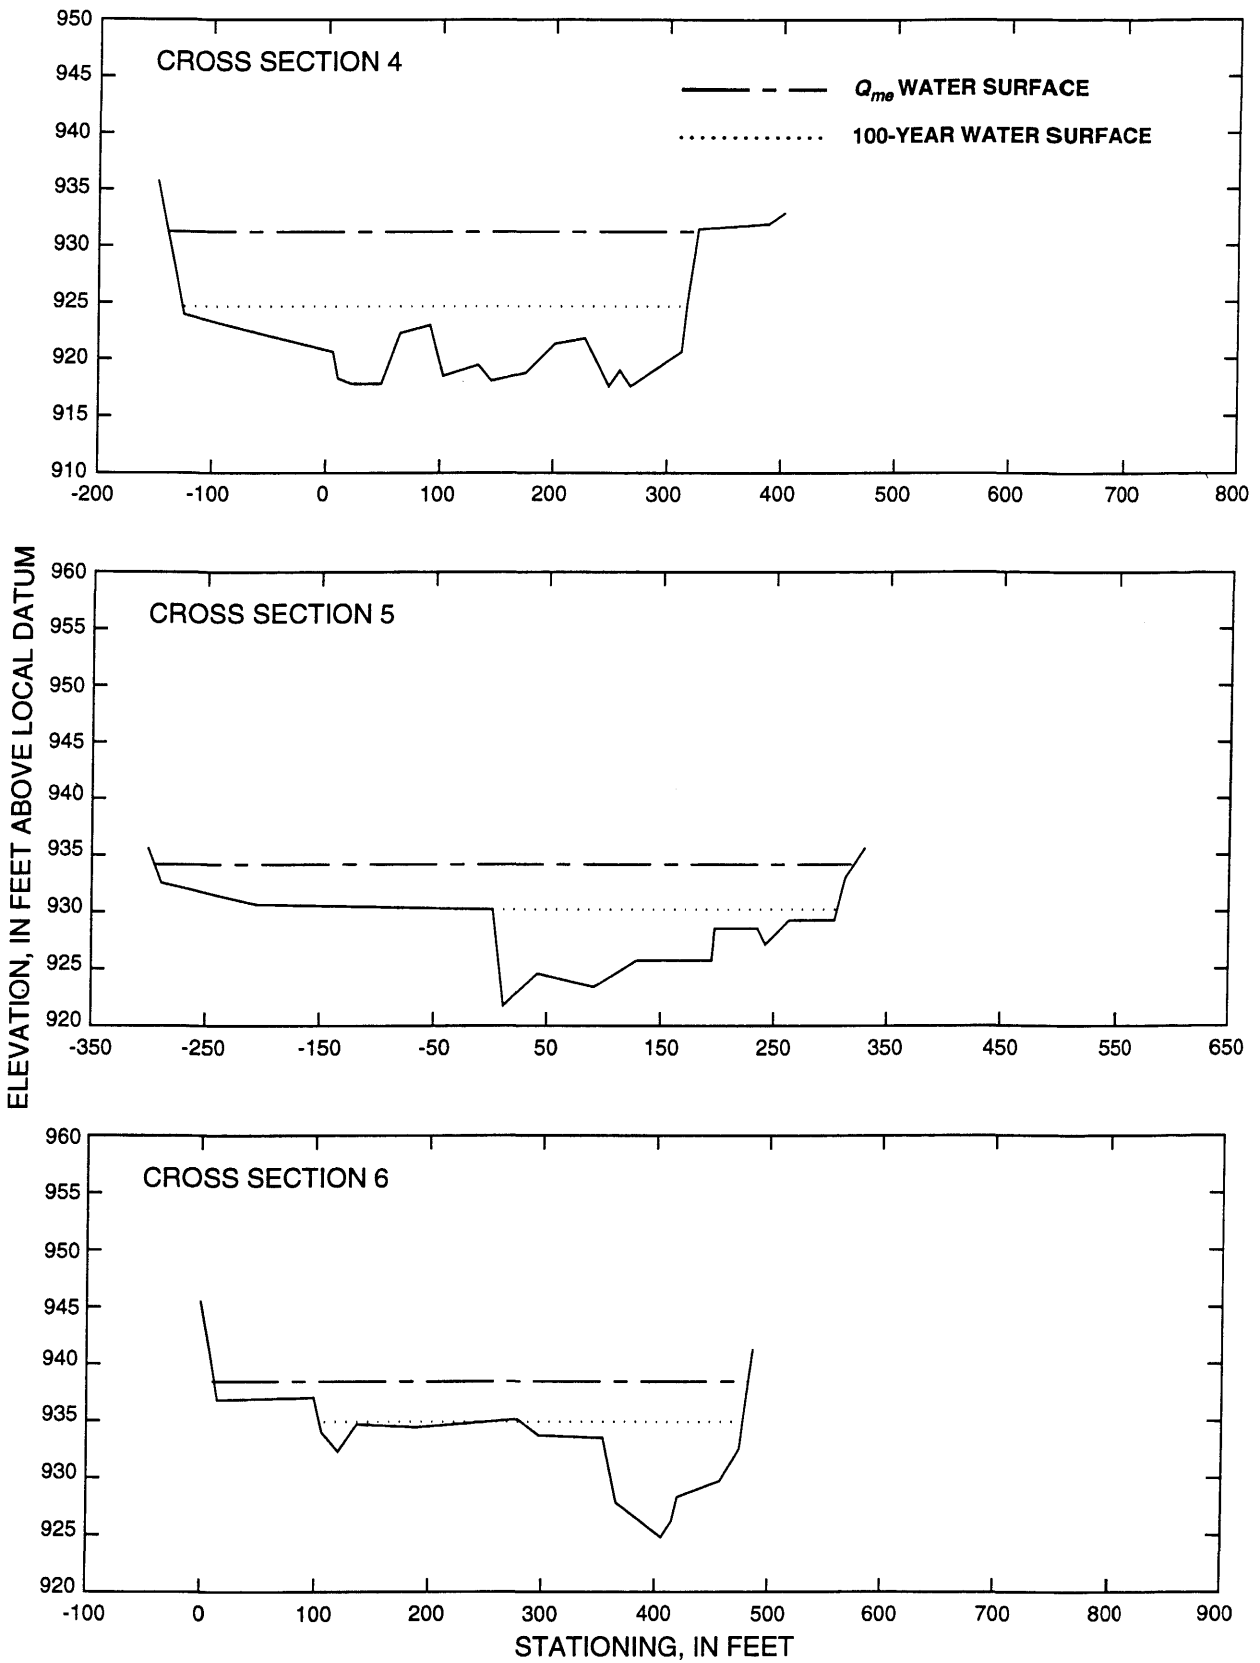 950
CROSS SECTION 4
945
Qme WATER SURFACE
940
100-YEAR WATER SURFACE
935
930
925
920
915
910
-200 -100 0 100 200 300 400 500 600 700 800
ELEVATION, IN FEET ABOVE LOCAL DATUM
960
CROSS SECTION 5
955
950
945
940
935
930
925
920
-350 -250 -150 -50 50 150 250 350 450 550 650
960
CROSS SECTION 6
955
950
945
940
935
930
925
920
-100 0 100 200 300 400 500 600 700 800 900
STATIONING, IN FEET